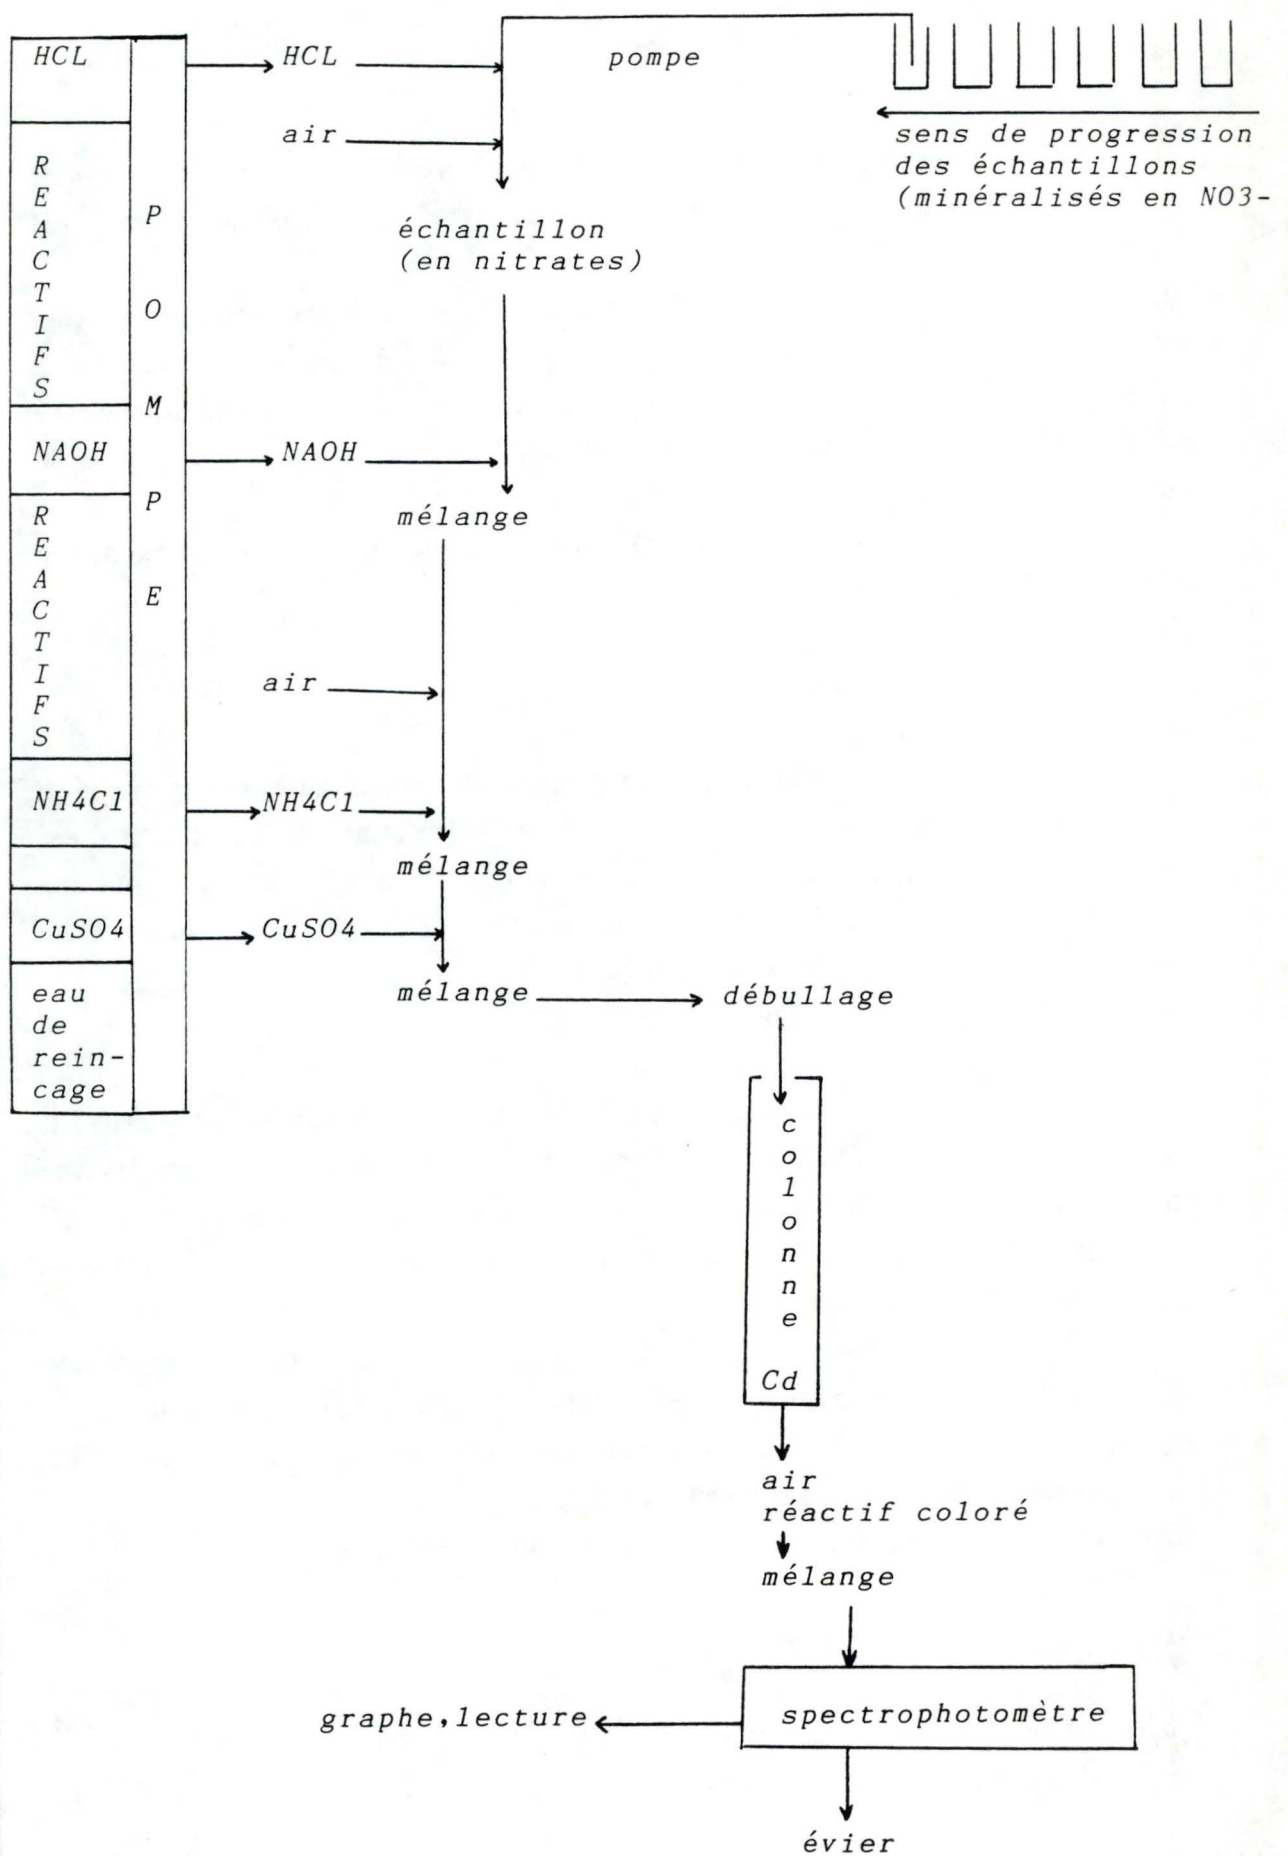 HCL
HCL
pompe
air
sens de progression
des échantillons
(minéralisés en NO3-
REACTIFS
POMPE
échantillon
(en nitrates)
NAOH
NAOH
mélange
REACTIFS
air
NH4Cl
NH4Cl
mélange
CuSO4
CuSO4
mélange
débullage
eau
de
rein-
cage
colonne
Cd
air
réactif coloré
mélange
spectrophotomètre
graphe,lecture
évier